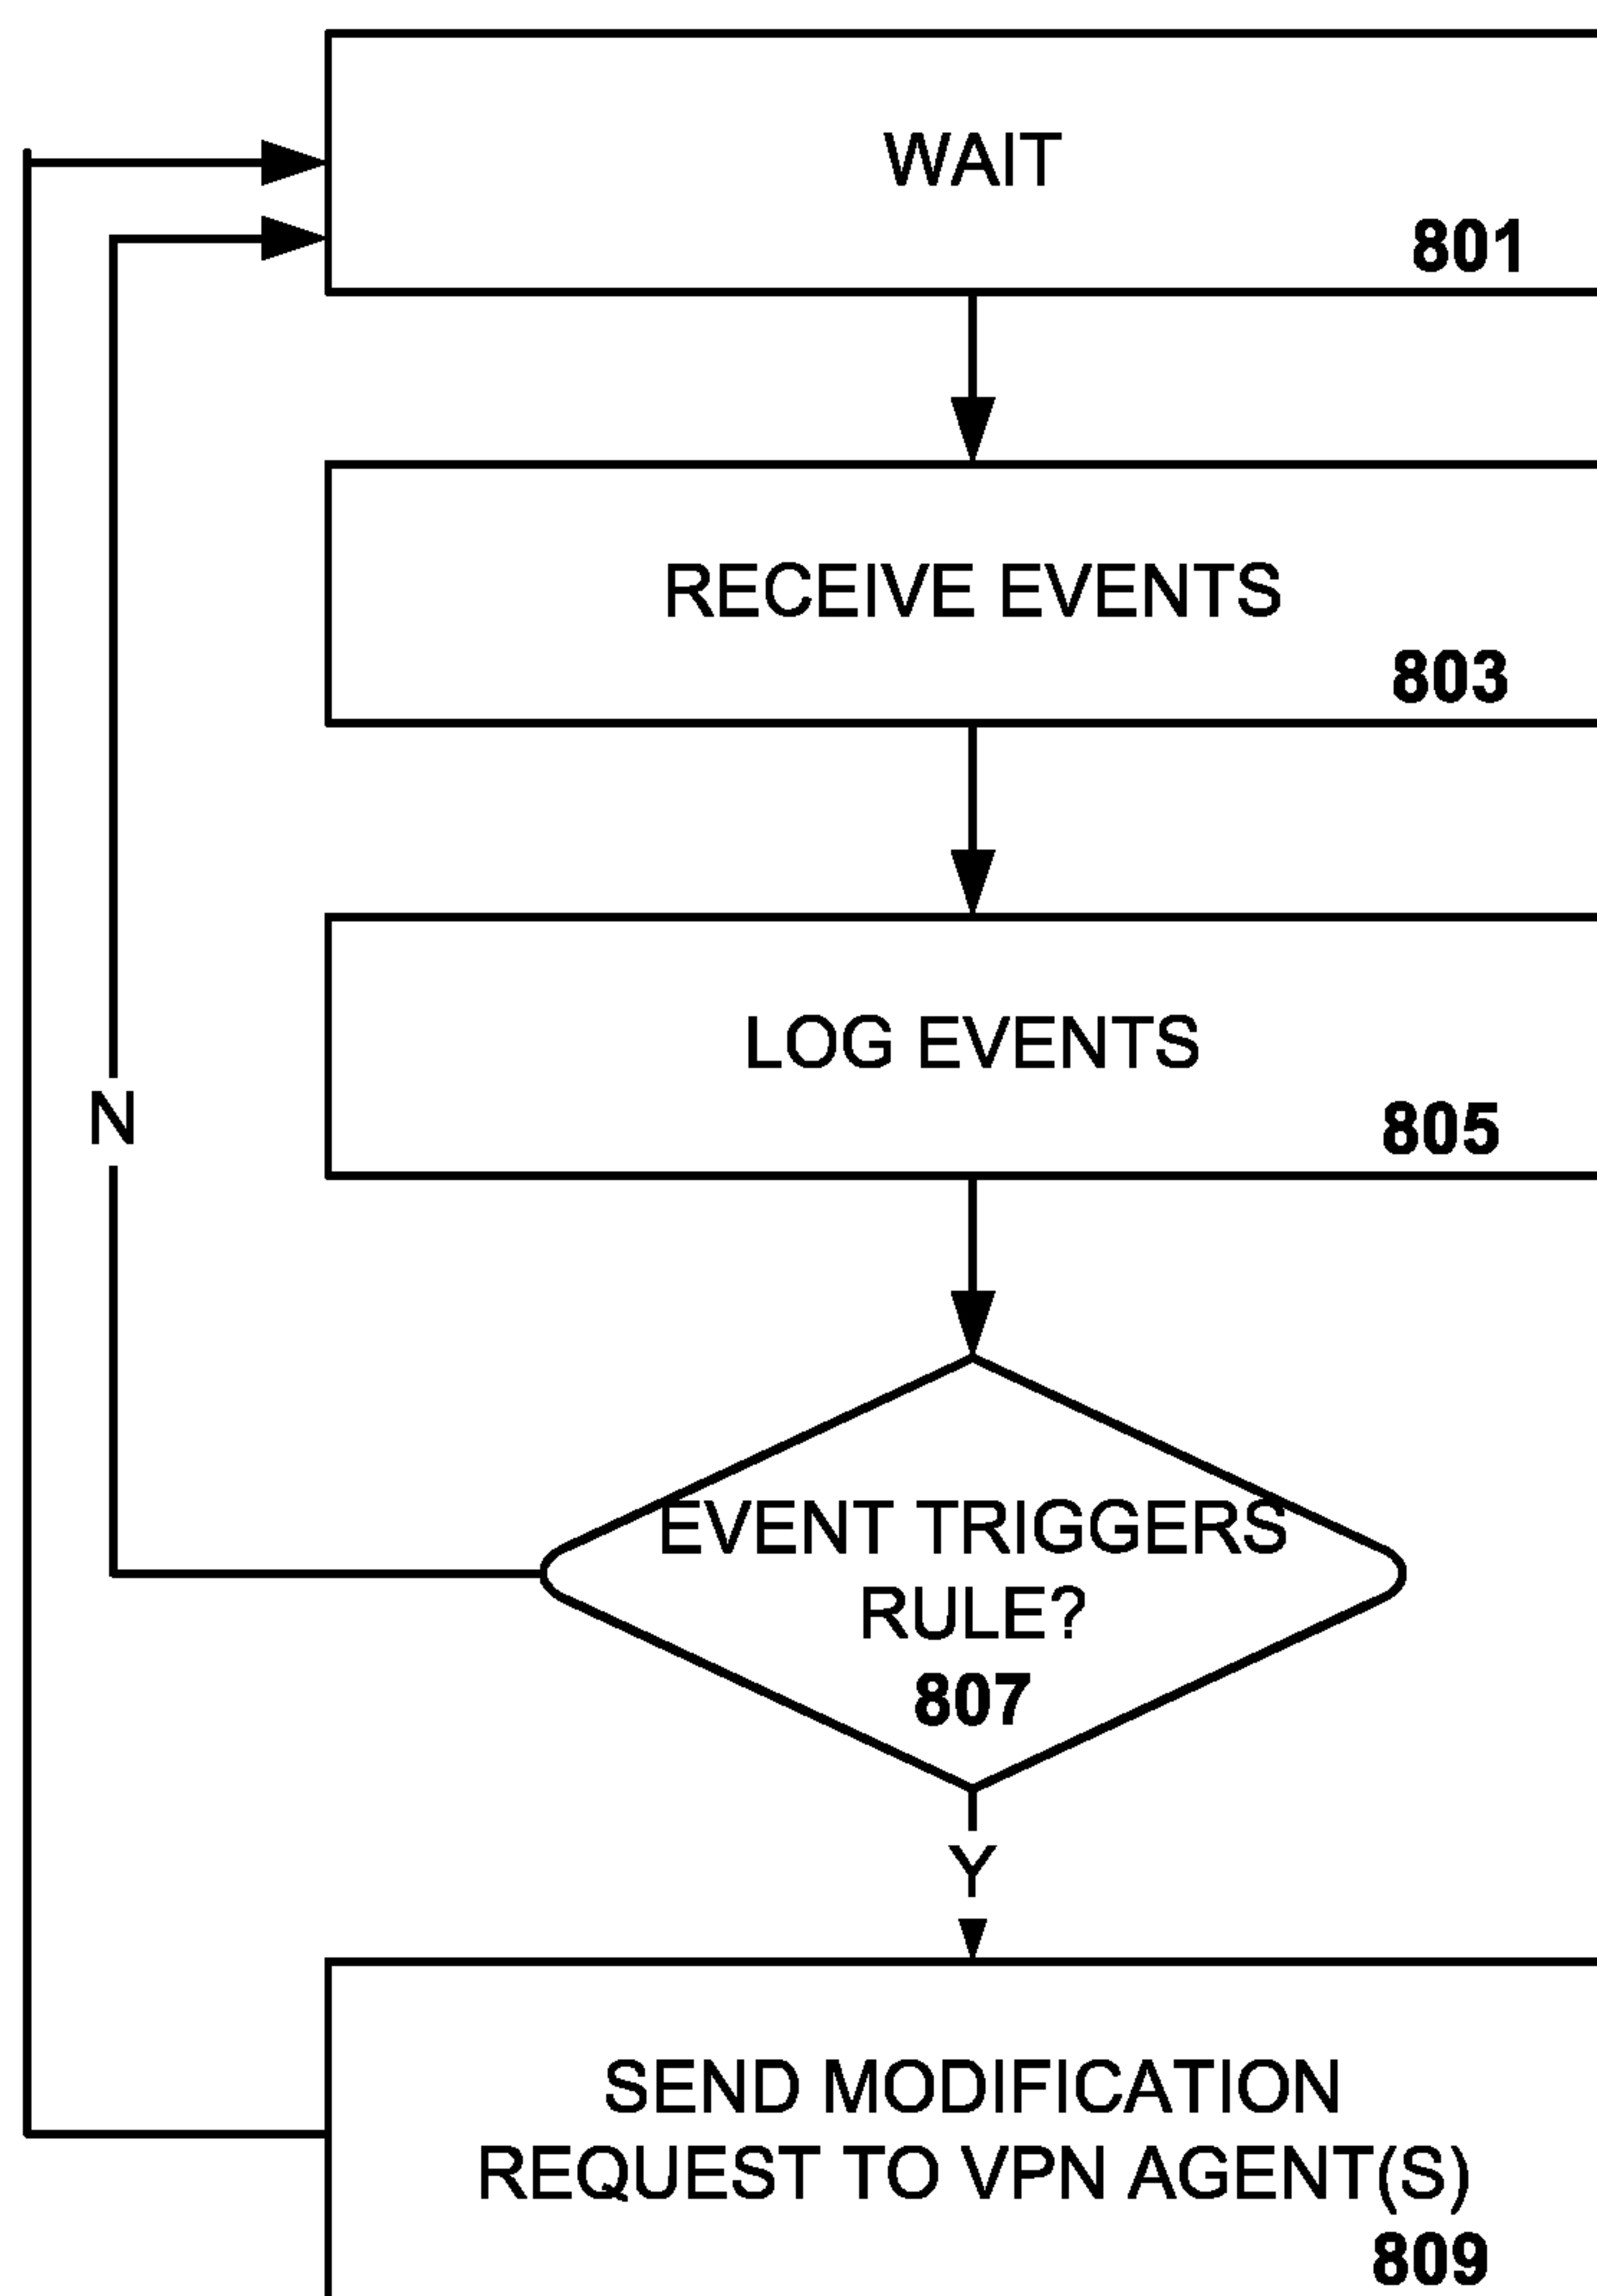 WAIT
801
RECEIVE EVENTS
803
LOG EVENTS
805
N
EVENT TRIGGERS
RULE?
807
Y
SEND MODIFICATION
REQUEST TO VPN AGENT(S)
809